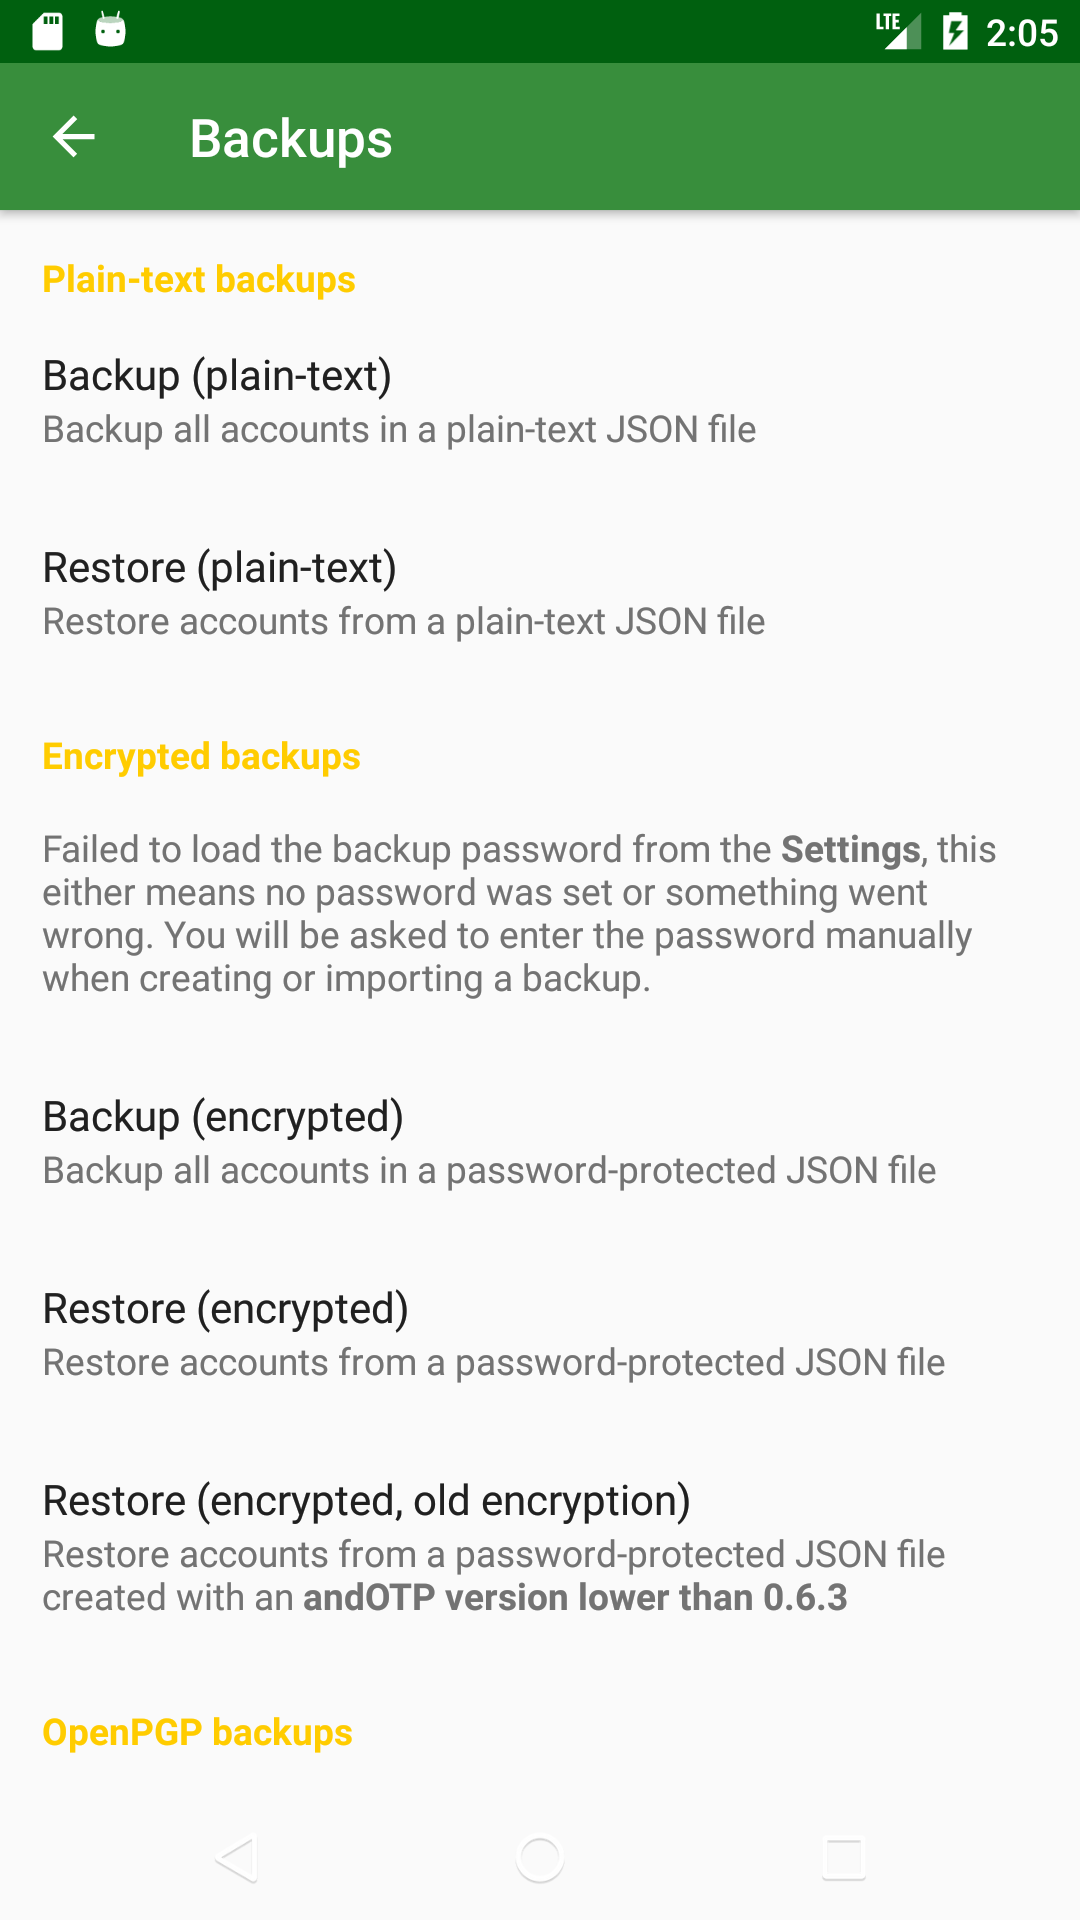 LTE 2:05
Backups
Plain-text backups
Backup (plain-text)
Backup all accounts in a plain-text JSON file
Restore (plain-text)
Restore accounts from a plain-text JSON file
Encrypted backups
Failed to load the backup password from the Settings, this
either means no password was set or something went
wrong. You will be asked to enter the password manually
when creating or importing a backup.
Backup (encrypted)
Backup all accounts in a password-protected JSON file
Restore (encrypted)
Restore accounts from a password-protected JSON file
Restore (encrypted, old encryption)
Restore accounts from a password-protected JSON file
created with an andOTP version lower than 0.6.3
OpenPGP backups